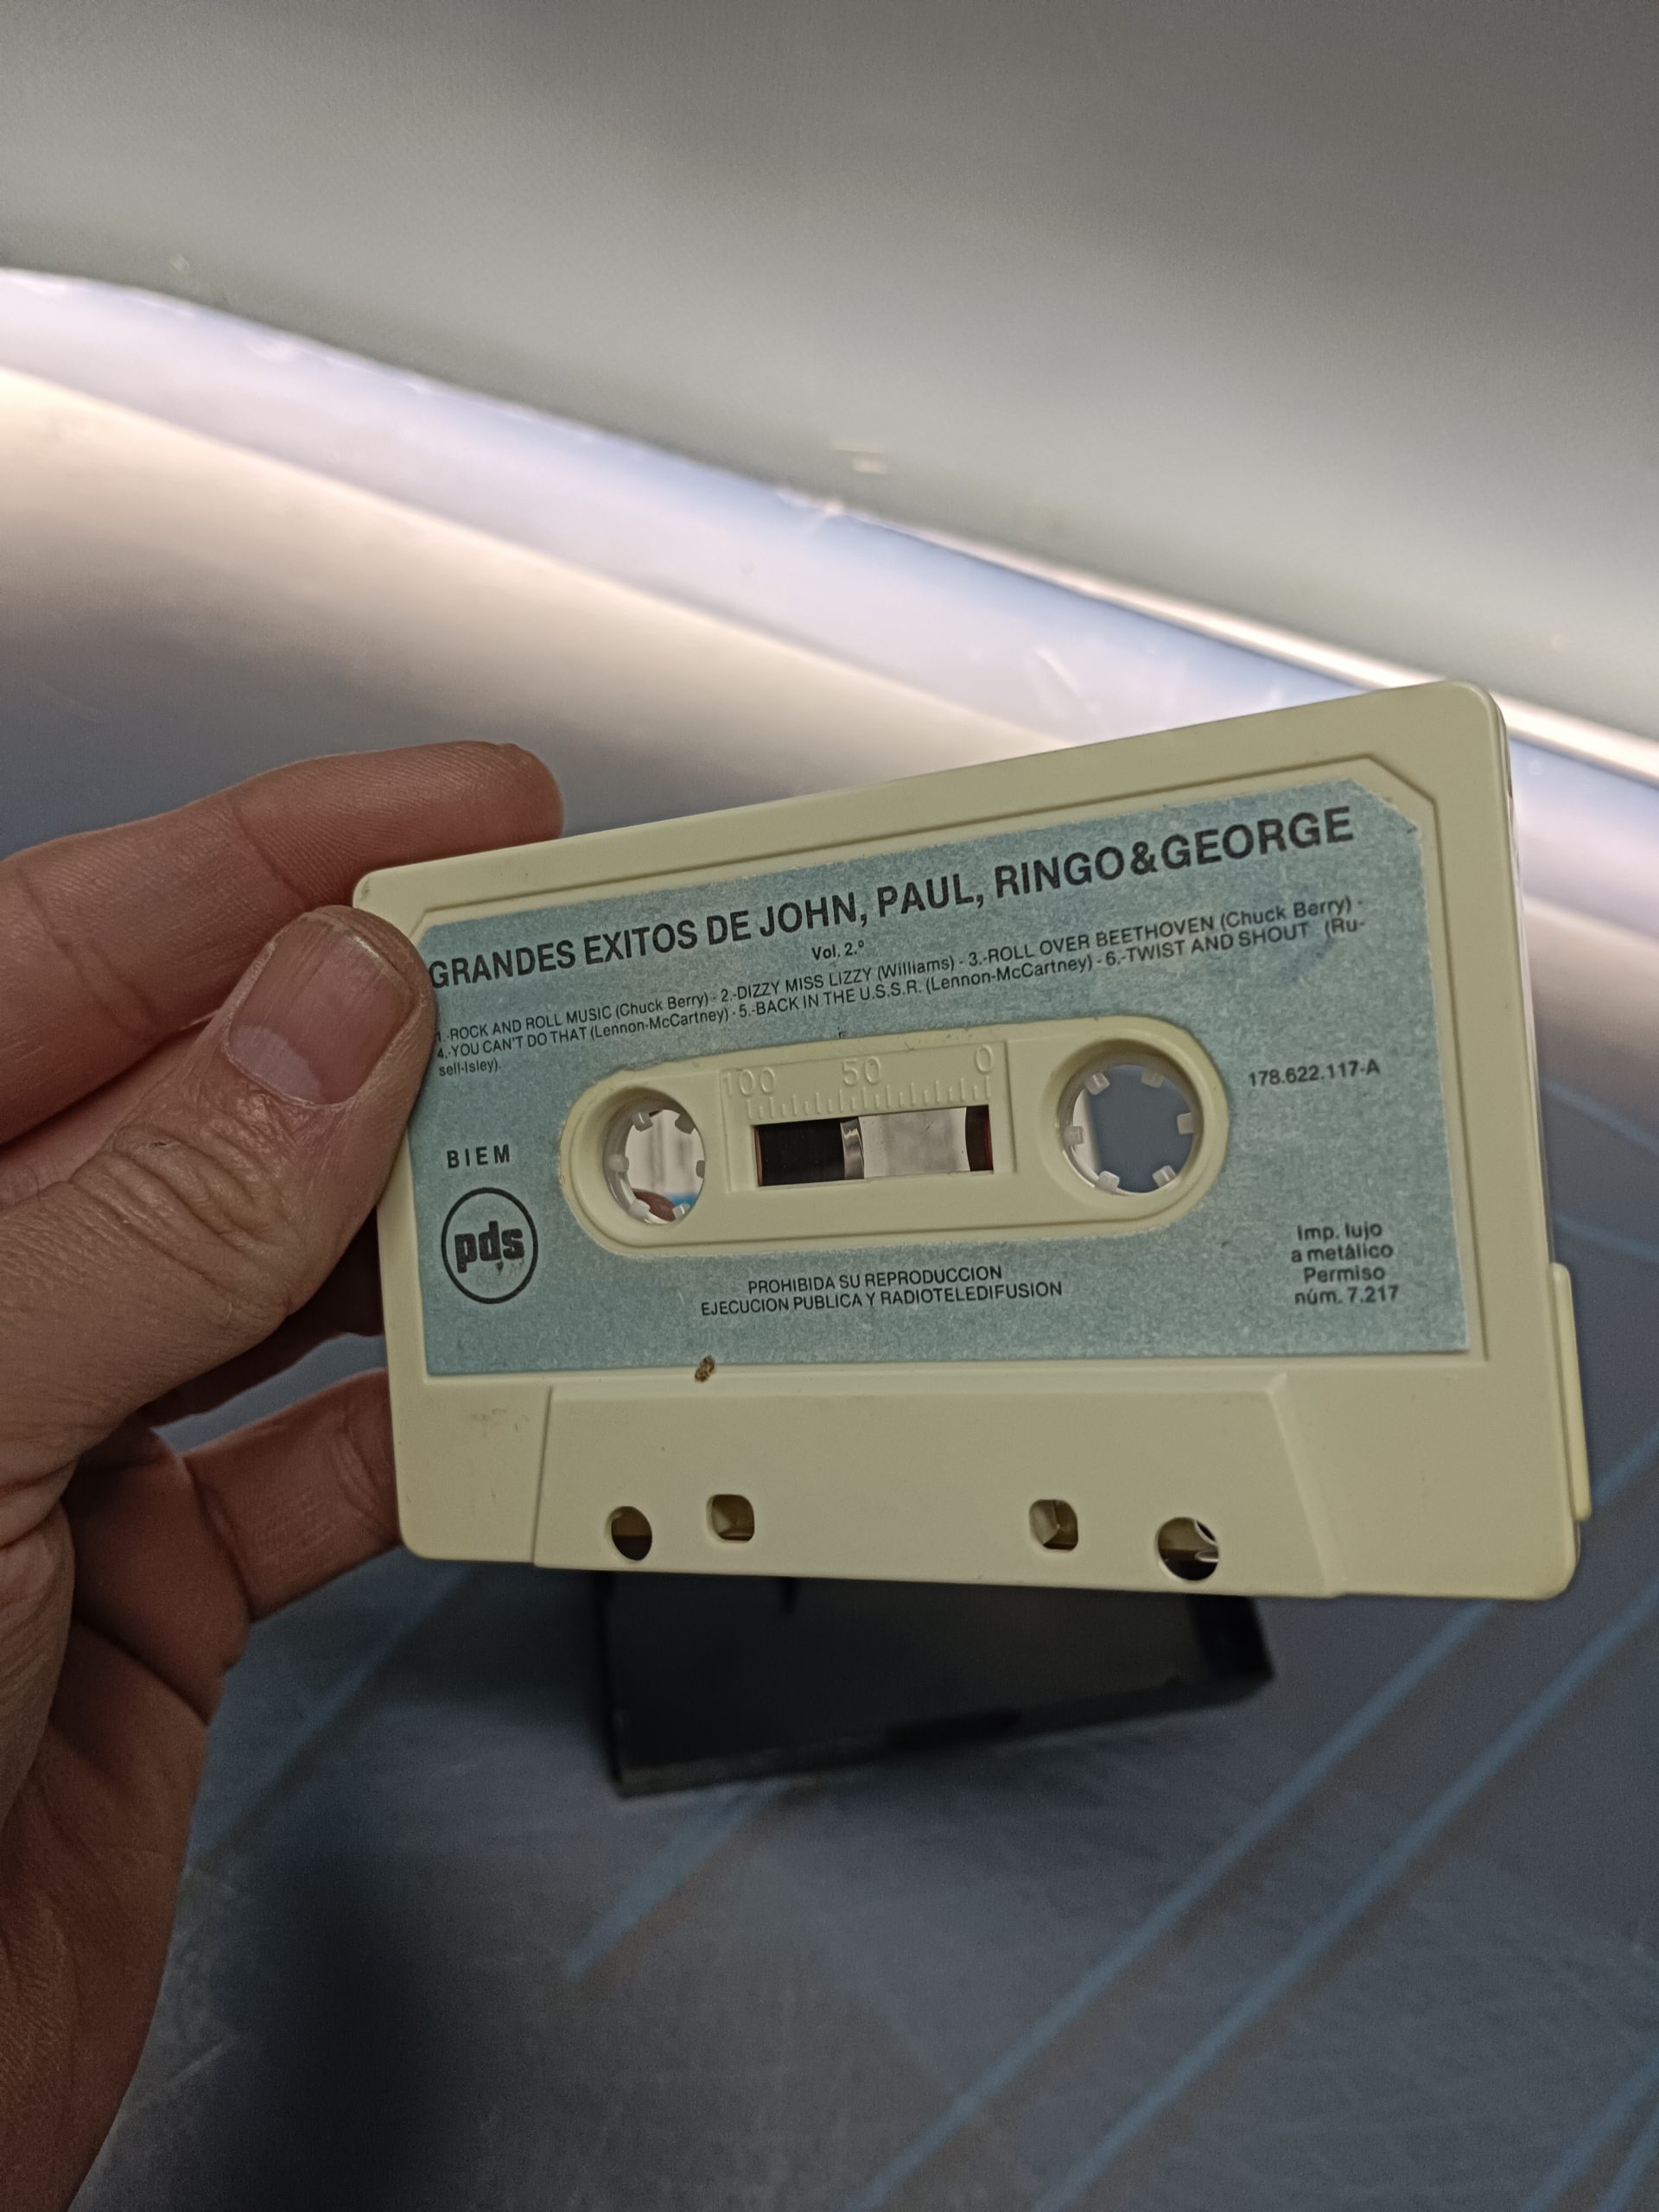 GRANDES EXITOS DE JOHN, PAUL, RINGO & GEORGE
Vol. 2.º
1.-ROCK AND ROLL MUSIC (Chuck Berry) - 2.-DIZZY MISS LIZZY (Williams) - 3.-ROLL OVER BEETHOVEN (Chuck Berry) -
4.-YOU CAN'T DO THAT (Lennon-McCartney) - 5.-BACK IN THE U.S.S.R. (Lennon-McCartney) - 6.-TWIST AND SHOUT (Ru-
sell-Isley).
100 50 0
178.622.117-A
BIEM
pds
PROHIBIDA SU REPRODUCCION
EJECUCION PUBLICA Y RADIOTELEDIFUSION
Imp. lujo
a metálico
Permiso
núm. 7.217